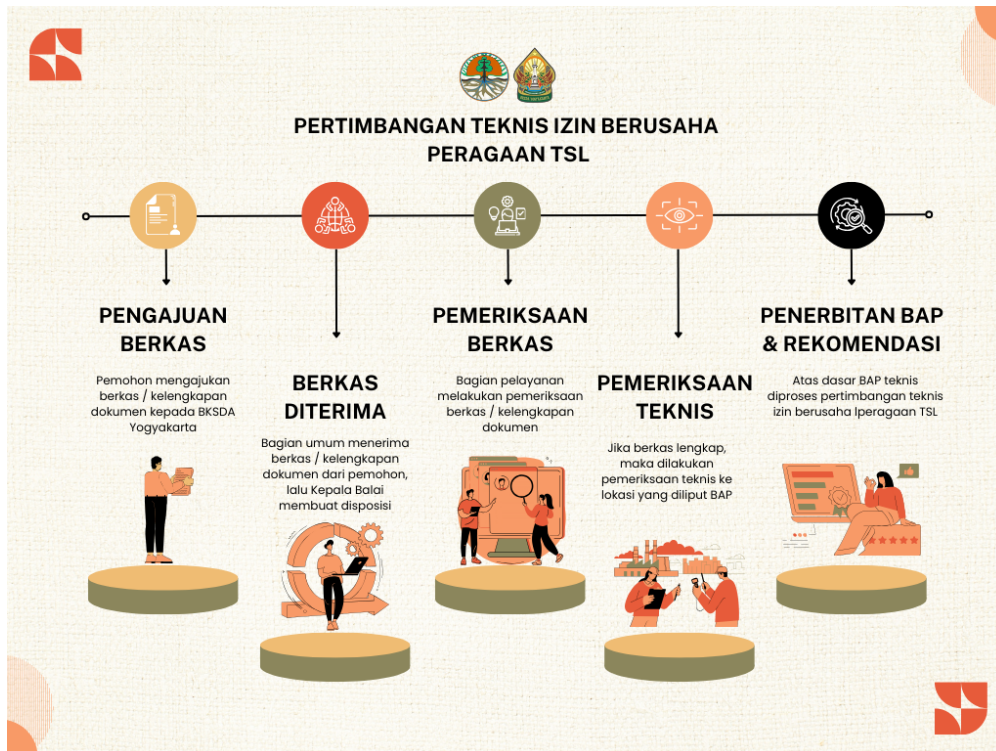 PERTIMBANGAN TEKNIS IZIN BERUSAHA
PERAGAAN TSL
PENGAJUAN
BERKAS
Pemohon mengajukan
berkas / kelengkapan
dokumen kepada BKSDA
Yogyakarta
BERKAS
DITERIMA
Bagian umum menerima
berkas / kelengkapan
dokumen dari pemohon,
lalu Kepala Balai
membuat disposisi
PEMERIKSAAN
BERKAS
Bagian pelayanan
melakukan pemeriksaan
berkas / kelengkapan
dokumen
PEMERIKSAAN
TEKNIS
Jika berkas lengkap,
maka dilakukan
pemeriksaan teknis ke
lokasi yang diliput BAP
PENERBITAN BAP
& REKOMENDASI
Atas dasar BAP teknis
diproses pertimbangan teknis
izin berusaha lperagaan TSL